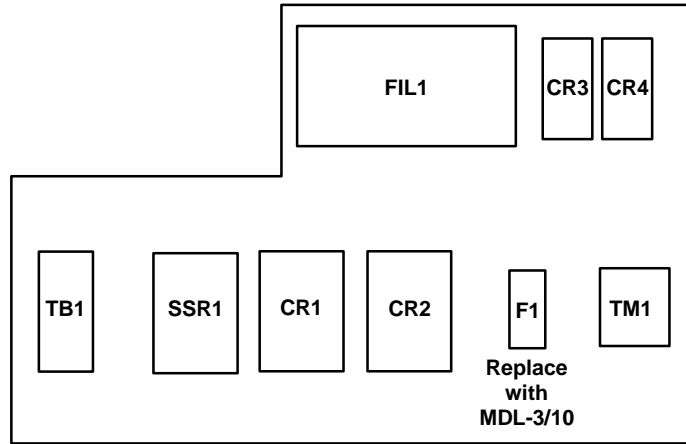 FIL1
CR3
CR4
TB1
SSR1
CR1
CR2
F1
TM1
Replace
with
MDL-3/10